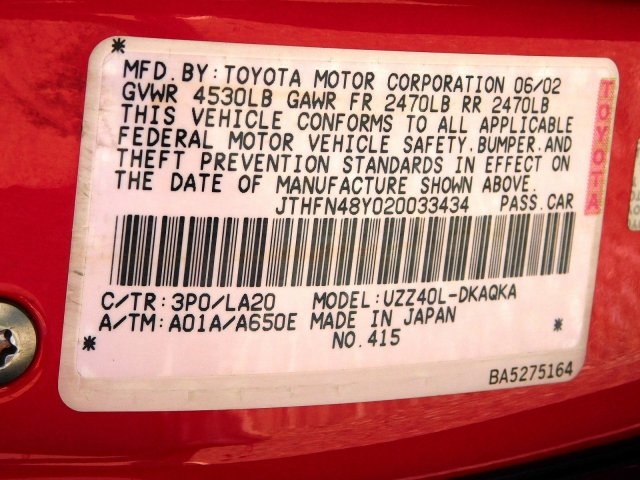 *
MFD. BY: TOYOTA MOTOR CORPORATION 06/02
GVWR 4530LB GAWR FR 2470LB RR 2470LB
THIS VEHICLE CONFORMS TO ALL APPLICABLE
FEDERAL MOTOR VEHICLE SAFETY, BUMPER, AND
THEFT PREVENTION STANDARDS IN EFFECT ON
THE DATE OF MANUFACTURE SHOWN ABOVE.
JTHFN48Y020033434 PASS. CAR
TOYOTA
C/TR: 3P0/LA20 MODEL: UZZ40L-DKAQKA
A/TM: A01A/A650E MADE IN JAPAN *
* NO. 415
BA5275164